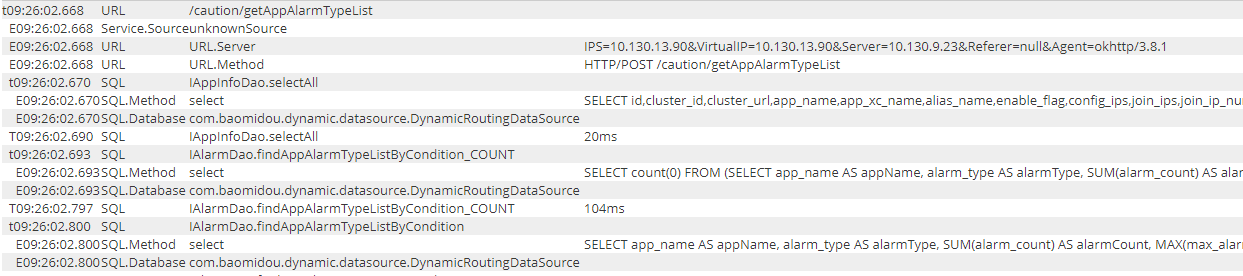 t09:26:02.668 URL /caution/getAppAlarmTypeList
E09:26:02.668 Service.SourceunknownSource
E09:26:02.668 URL URL.Server IPS=10.130.13.90&VirtualIP=10.130.13.90&Server=10.130.9.23&Referer=null&Agent=okhttp/3.8.1
E09:26:02.668 URL URL.Method HTTP/POST /caution/getAppAlarmTypeList
t09:26:02.670 SQL IAppInfoDao.selectAll
E09:26:02.670SQL.Method select SELECT id,cluster_id,cluster_url,app_name,app_xc_name,alias_name,enable_flag,config_ips,join_ips,join_ip_nu
E09:26:02.670SQL.Database com.baomidou.dynamic.datasource.DynamicRoutingDataSource
T09:26:02.690 SQL IAppInfoDao.selectAll 20ms
t09:26:02.693 SQL IAlarmDao.findAppAlarmTypeListByCondition_COUNT
E09:26:02.693SQL.Method select SELECT count(0) FROM (SELECT app_name AS appName, alarm_type AS alarmType, SUM(alarm_count) AS alar
E09:26:02.693SQL.Database com.baomidou.dynamic.datasource.DynamicRoutingDataSource
T09:26:02.797 SQL IAlarmDao.findAppAlarmTypeListByCondition_COUNT 104ms
t09:26:02.800 SQL IAlarmDao.findAppAlarmTypeListByCondition
E09:26:02.800SQL.Method select SELECT app_name AS appName, alarm_type AS alarmType, SUM(alarm_count) AS alarmCount, MAX(max_alar
E09:26:02.800SQL.Database com.baomidou.dynamic.datasource.DynamicRoutingDataSource